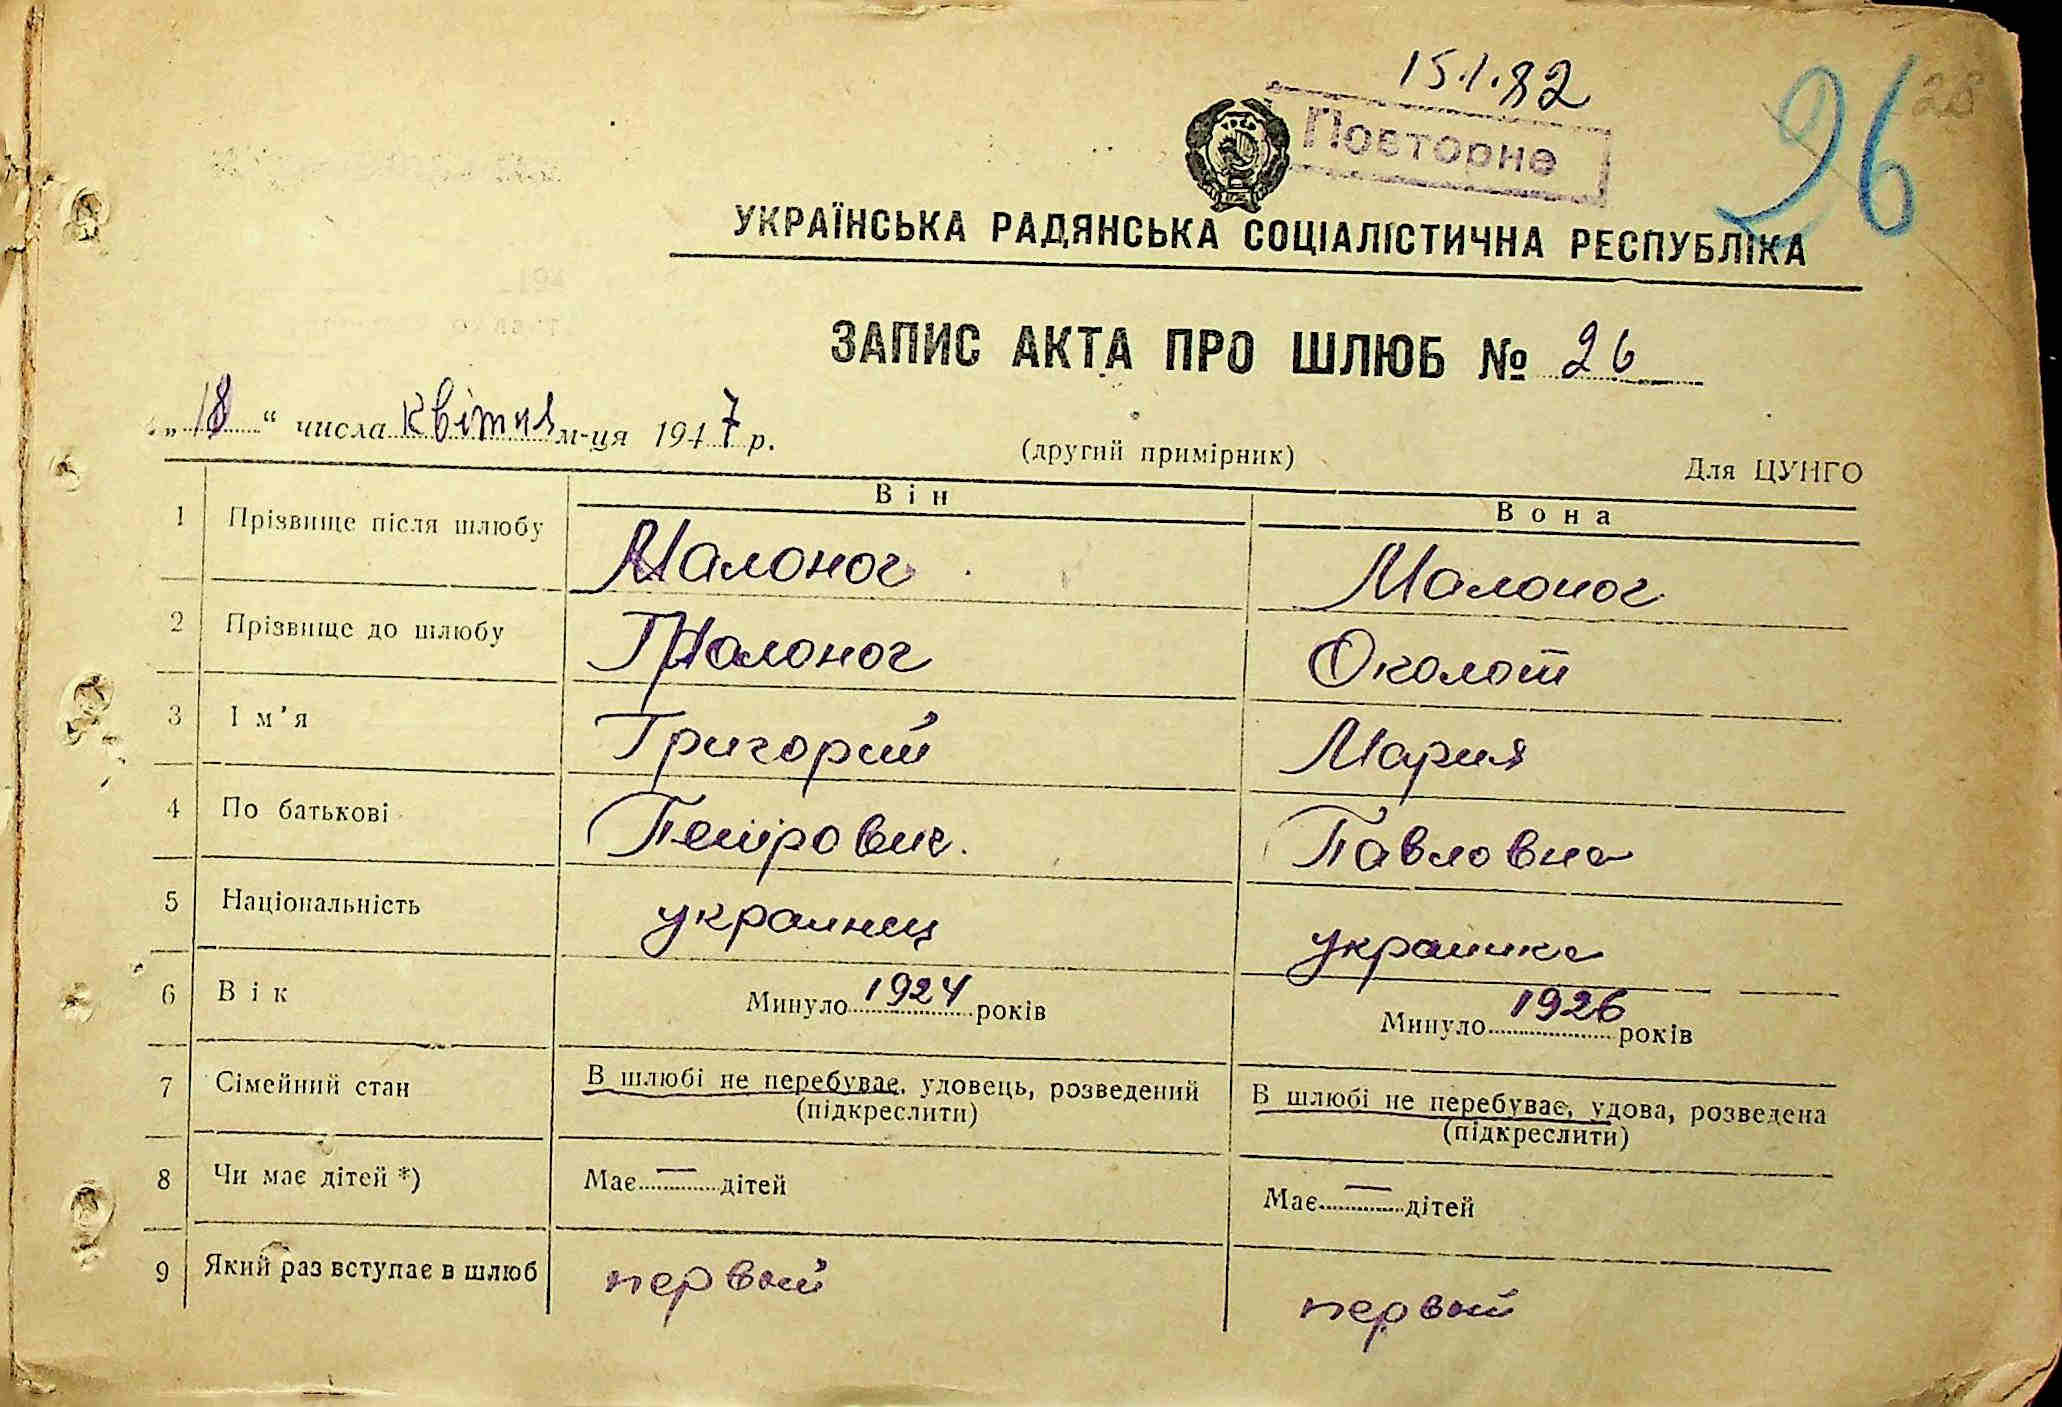 15.1.82
26 28
Повторне
УКРАЇНСЬКА РАДЯНСЬКА СОЦІАЛІСТИЧНА РЕСПУБЛІКА
ЗАПИС АКТА ПРО ШЛЮБ № 26
„18“ числа квітня м-ця 1947 р.
(другий примірник)
Для ЦУНГО
Він Вона
1 Прізвище після шлюбу Малоног Малоног
2 Прізвище до шлюбу Малоног Околот
3 Ім'я Григорий Мария
4 По батькові Петрович. Павловна
5 Національність украинец украинка
6 Вік Минуло 1924 років Минуло 1926 років
7 Сімейний стан В шлюбі не перебуває, удовець, розведений В шлюбі не перебуває, удова, розведена
(підкреслити) (підкреслити)
8 Чи має дітей *) Має — дітей Має — дітей
9 Який раз вступає в шлюб первый первый